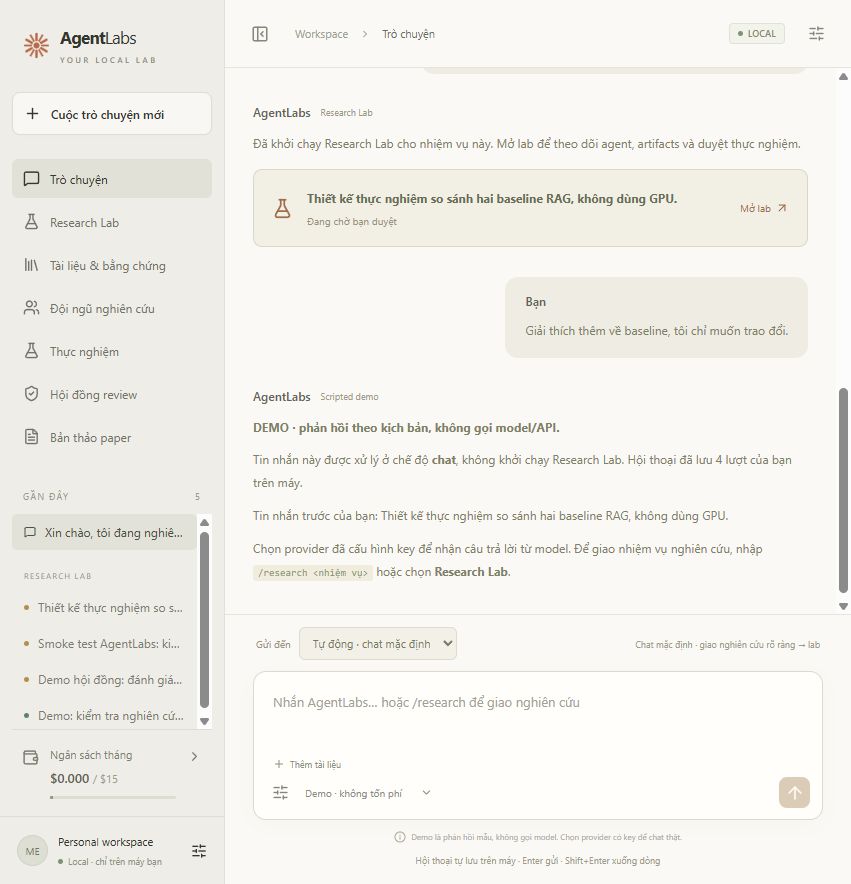 AgentLabs
YOUR LOCAL LAB
Cuộc trò chuyện mới
Trò chuyện
Research Lab
Tài liệu & bằng chứng
Đội ngũ nghiên cứu
Thực nghiệm
Hội đồng review
Bản thảo paper
GẦN ĐÂY 5
Xin chào, tôi đang nghiê...
RESEARCH LAB
Thiết kế thực nghiệm so s...
Smoke test AgentLabs: ki...
Demo hội đồng: đánh giá...
Demo: kiểm tra nghiên cứ...
Ngân sách tháng
$0.000 / $15
ME
Personal workspace
Local · chỉ trên máy bạn
Workspace > Trò chuyện
LOCAL
AgentLabs Research Lab
Đã khởi chạy Research Lab cho nhiệm vụ này. Mở lab để theo dõi agent, artifacts và duyệt thực nghiệm.
Thiết kế thực nghiệm so sánh hai baseline RAG, không dùng GPU.
Đang chờ bạn duyệt
Mở lab
Bạn
Giải thích thêm về baseline, tôi chỉ muốn trao đổi.
AgentLabs Scripted demo
DEMO · phản hồi theo kịch bản, không gọi model/API.
Tin nhắn này được xử lý ở chế độ chat, không khởi chạy Research Lab. Hội thoại đã lưu 4 lượt của bạn
trên máy.
Tin nhắn trước của bạn: Thiết kế thực nghiệm so sánh hai baseline RAG, không dùng GPU.
Chọn provider đã cấu hình key để nhận câu trả lời từ model. Để giao nhiệm vụ nghiên cứu, nhập
/research <nhiệm vụ> hoặc chọn Research Lab.
Gửi đến
Tự động · chat mặc định
Chat mặc định · giao nghiên cứu rõ ràng → lab
Nhắn AgentLabs... hoặc /research để giao nghiên cứu
Thêm tài liệu
Demo · không tốn phí
Demo là phản hồi mẫu, không gọi model. Chọn provider có key để chat thật.
Hội thoại tự lưu trên máy · Enter gửi · Shift+Enter xuống dòng